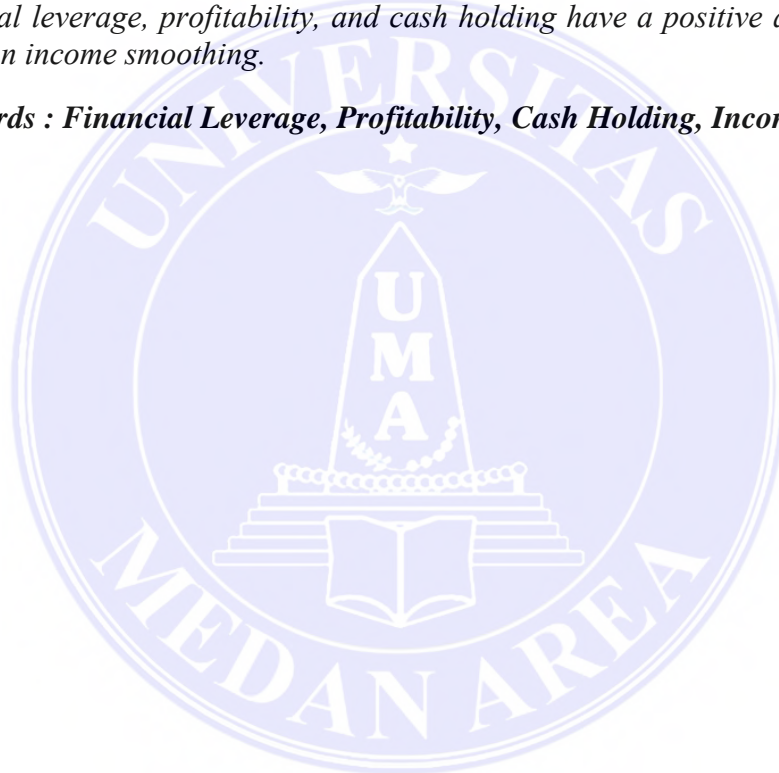 al leverage, profitability, and cash holding have a positive
n income smoothing.
rds : Financial Leverage, Profitability, Cash Holding,
UNIVERSITAS
UMA
MEDAN AREA